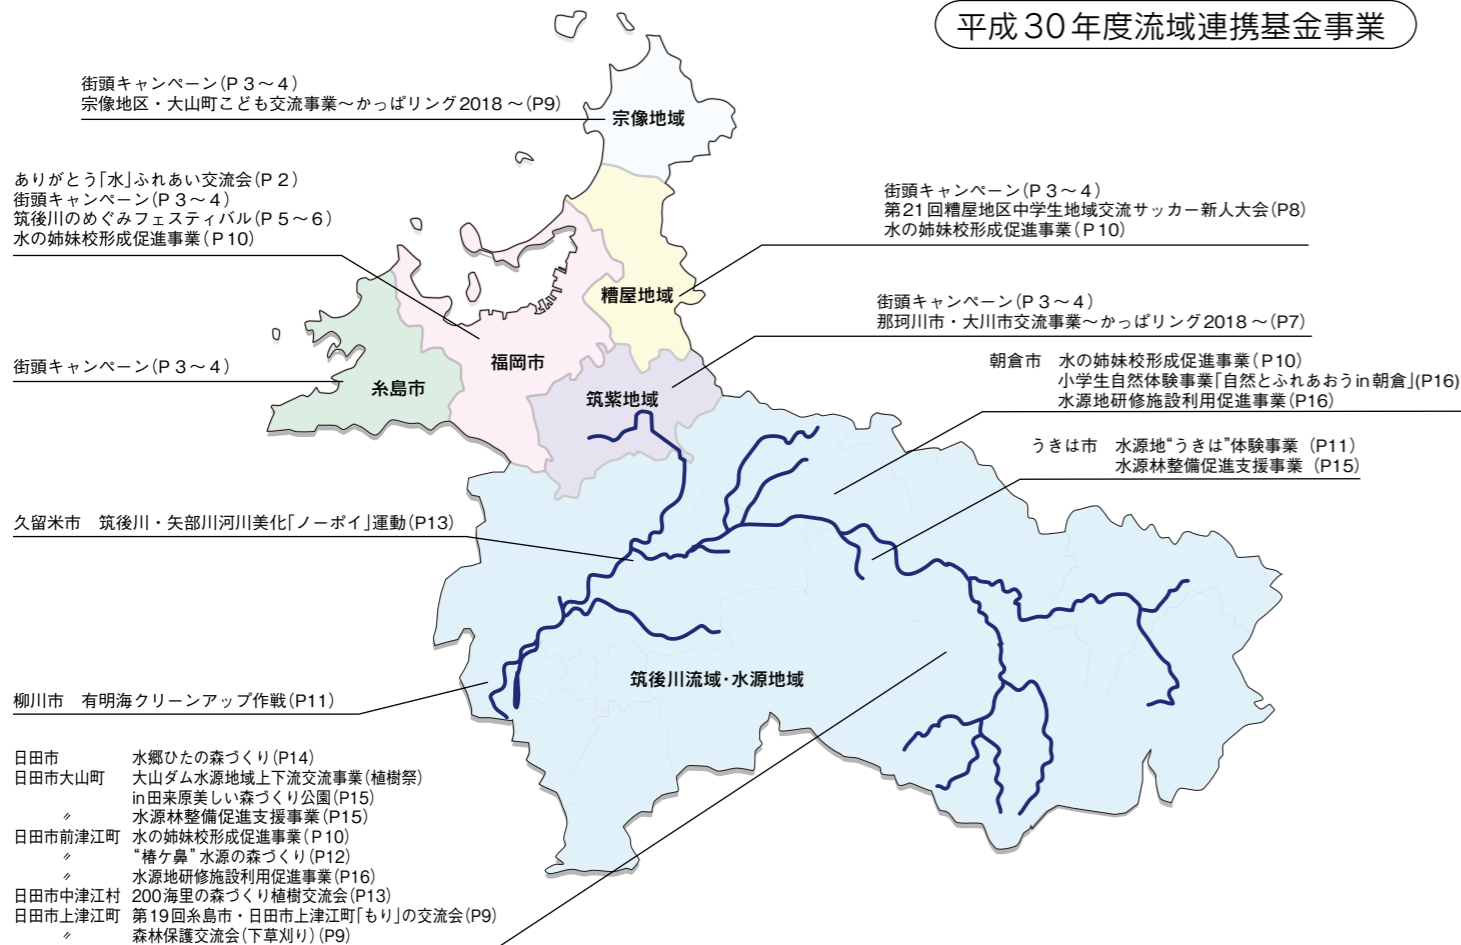 平成30年度流域連携基金事業
街頭キャンペーン(P3～4)
宗像地区・大山町こども交流事業～かっぱリング2018～(P9)
宗像地域
ありがとう「水」ふれあい交流会(P2)
街頭キャンペーン(P3～4)
筑後川のめぐみフェスティバル(P5～6)
水の姉妹校形成促進事業(P10)
街頭キャンペーン(P3～4)
第21回糟屋地区中学生地域交流サッカー新人大会(P8)
水の姉妹校形成促進事業(P10)
糟屋地域
街頭キャンペーン(P3～4)
那珂川市・大川市交流事業～かっぱリング2018～(P7)
街頭キャンペーン(P3～4)
福岡市
糸島市
筑紫地域
朝倉市 水の姉妹校形成促進事業(P10)
小学生自然体験事業「自然とふれあおうin朝倉」(P16)
水源地研修施設利用促進事業(P16)
うきは市 水源地“うきは”体験事業 (P11)
水源林整備促進支援事業 (P15)
久留米市 筑後川・矢部川河川美化「ノーポイ」運動(P13)
筑後川流域・水源地域
柳川市 有明海クリーンアップ作戦(P11)
日田市 水郷ひたの森づくり(P14)
日田市大山町 大山ダム水源地域上下流交流事業(植樹祭)
in田来原美しい森づくり公園(P15)
〃 水源林整備促進支援事業(P15)
日田市前津江町 水の姉妹校形成促進事業(P10)
〃 “椿ケ鼻”水源の森づくり(P12)
〃 水源地研修施設利用促進事業(P16)
日田市中津江村 200海里の森づくり植樹交流会(P13)
日田市上津江町 第19回糸島市・日田市上津江町「もり」の交流会(P9)
〃 森林保護交流会(下草刈り)(P9)